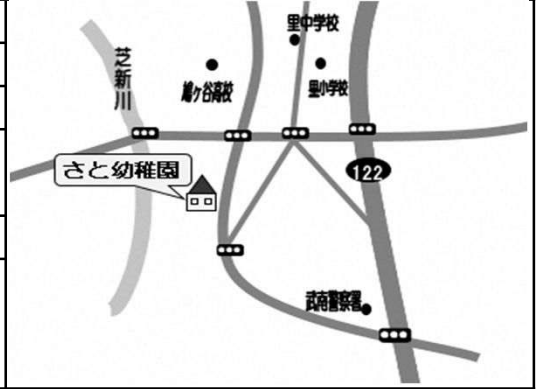 里中学校
芝新川
里小学校
鳩ヶ谷高校
さと幼稚園
122
武南警察署